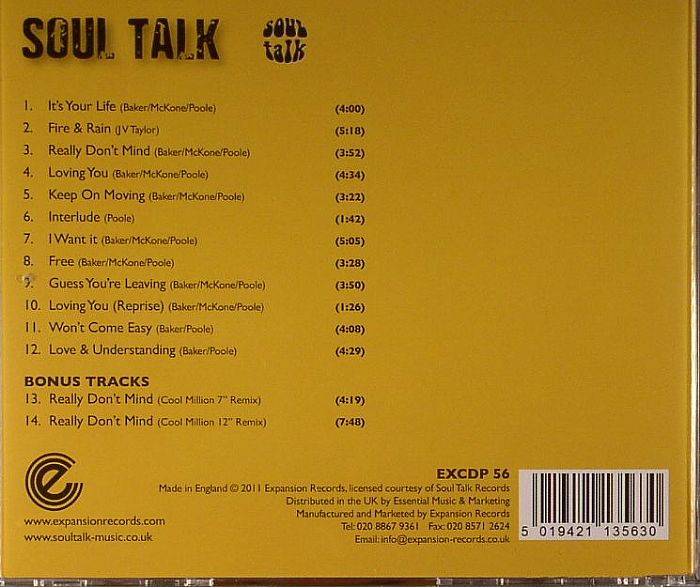 SOUL TALK
soul
talk
1. It's Your Life (Baker/McKone/Poole) (4:00)
2. Fire & Rain (J V Taylor) (5:18)
3. Really Don't Mind (Baker/McKone/Poole) (3:52)
4. Loving You (Baker/McKone/Poole) (4:34)
5. Keep On Moving (Baker/McKone/Poole) (3:22)
6. Interlude (Poole) (1:42)
7. I Want it (Baker/McKone/Poole) (5:05)
8. Free (Baker/McKone/Poole) (3:28)
9. Guess You're Leaving (Baker/McKone/Poole) (3:50)
10. Loving You (Reprise) (Baker/McKone/Poole) (1:26)
11. Won't Come Easy (Baker/Poole) (4:08)
12. Love & Understanding (Baker/Poole) (4:29)
BONUS TRACKS
13. Really Don't Mind (Cool Million 7" Remix) (4:19)
14. Really Don't Mind (Cool Million 12" Remix) (7:48)
www.expansionrecords.com
www.soultalk-music.co.uk
EXCDP 56
Made in England © 2011 Expansion Records, licensed courtesy of Soul Talk Records
Distributed in the UK by Essential Music & Marketing
Manufactured and Marketed by Expansion Records
Tel: 020 8867 9361 Fax: 020 8571 2624
Email: info@expansion-records.co.uk
5 019421 135630